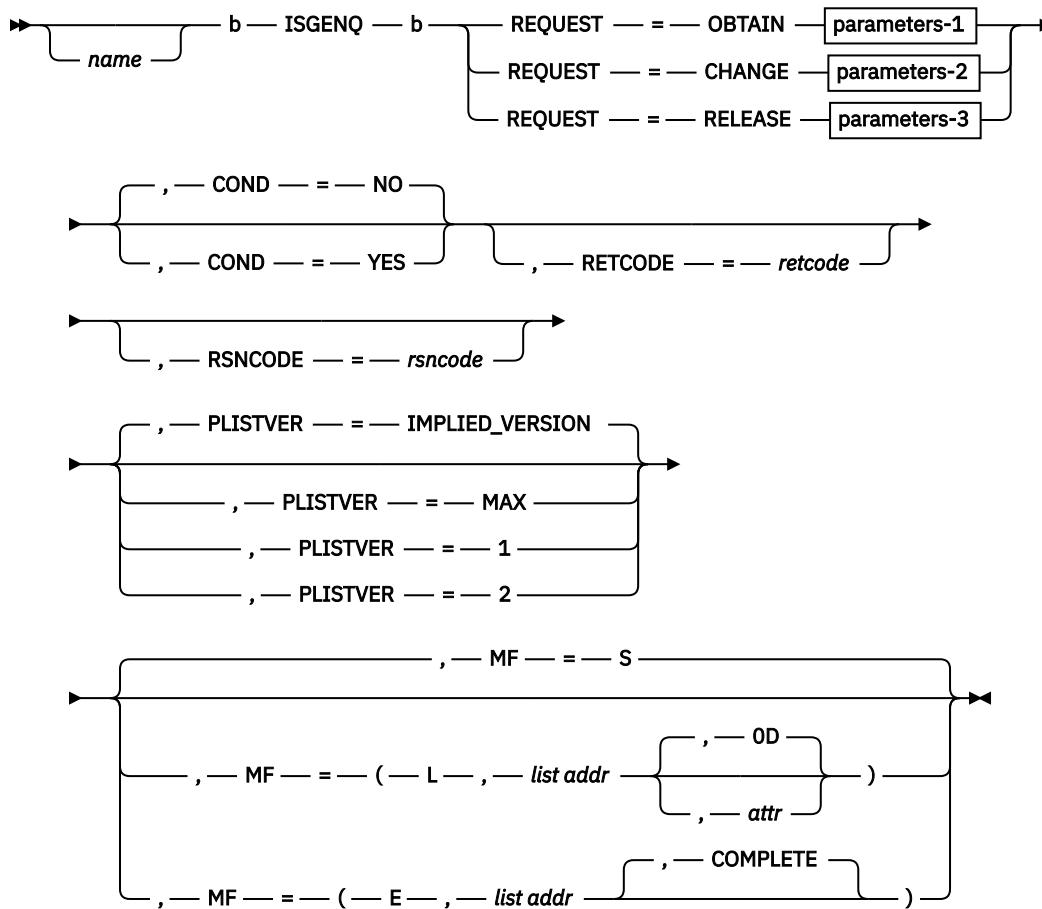 b ISGENQ b REQUEST = OBTAIN parameters-1
name
REQUEST = CHANGE parameters-2
REQUEST = RELEASE parameters-3
, COND = NO
, COND = YES
, RETCODE = retcode
, RSNCODE = rsncode
, PLISTVER = IMPLIED_VERSION
, PLISTVER = MAX
, PLISTVER = 1
, PLISTVER = 2
, MF = S
, 0D
, MF = ( L , list addr )
, attr
, COMPLETE
, MF = ( E , list addr )